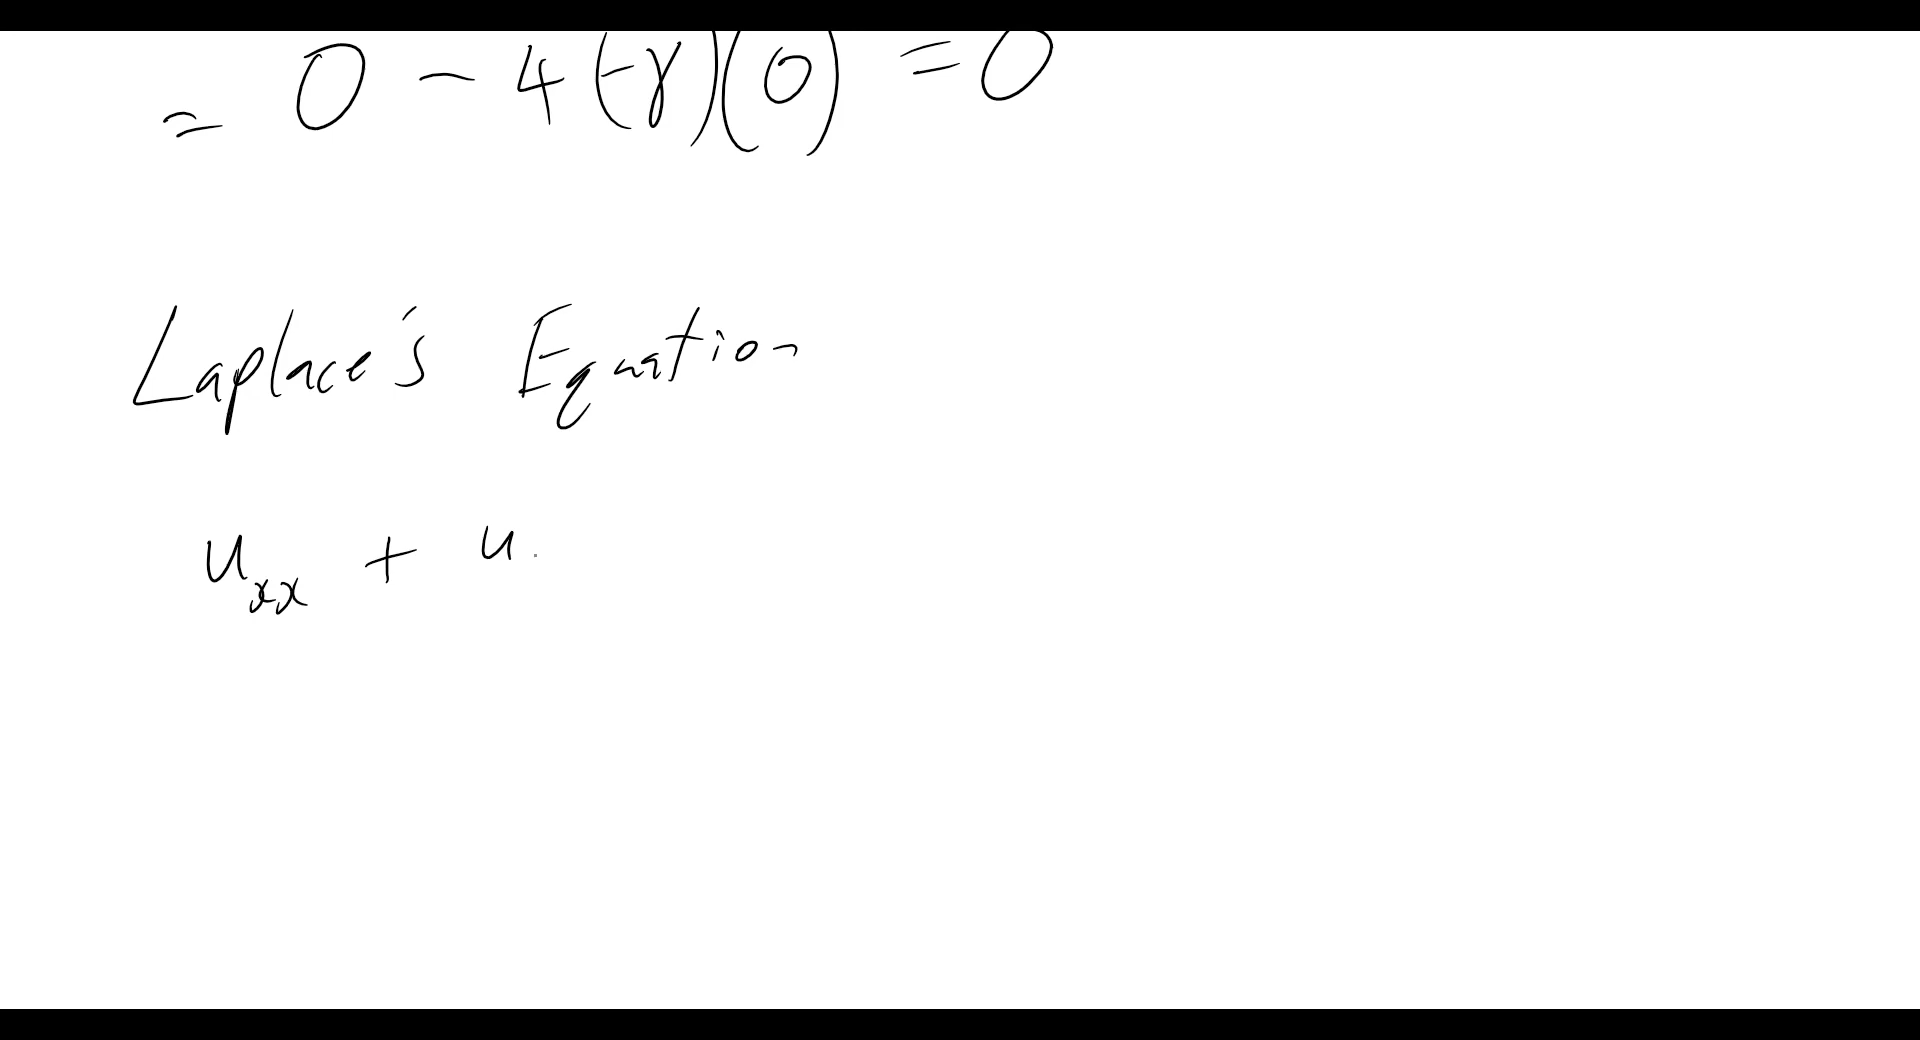 = 0 - 4(-γ)(0) = 0
Laplace's Equation
u_xx + u